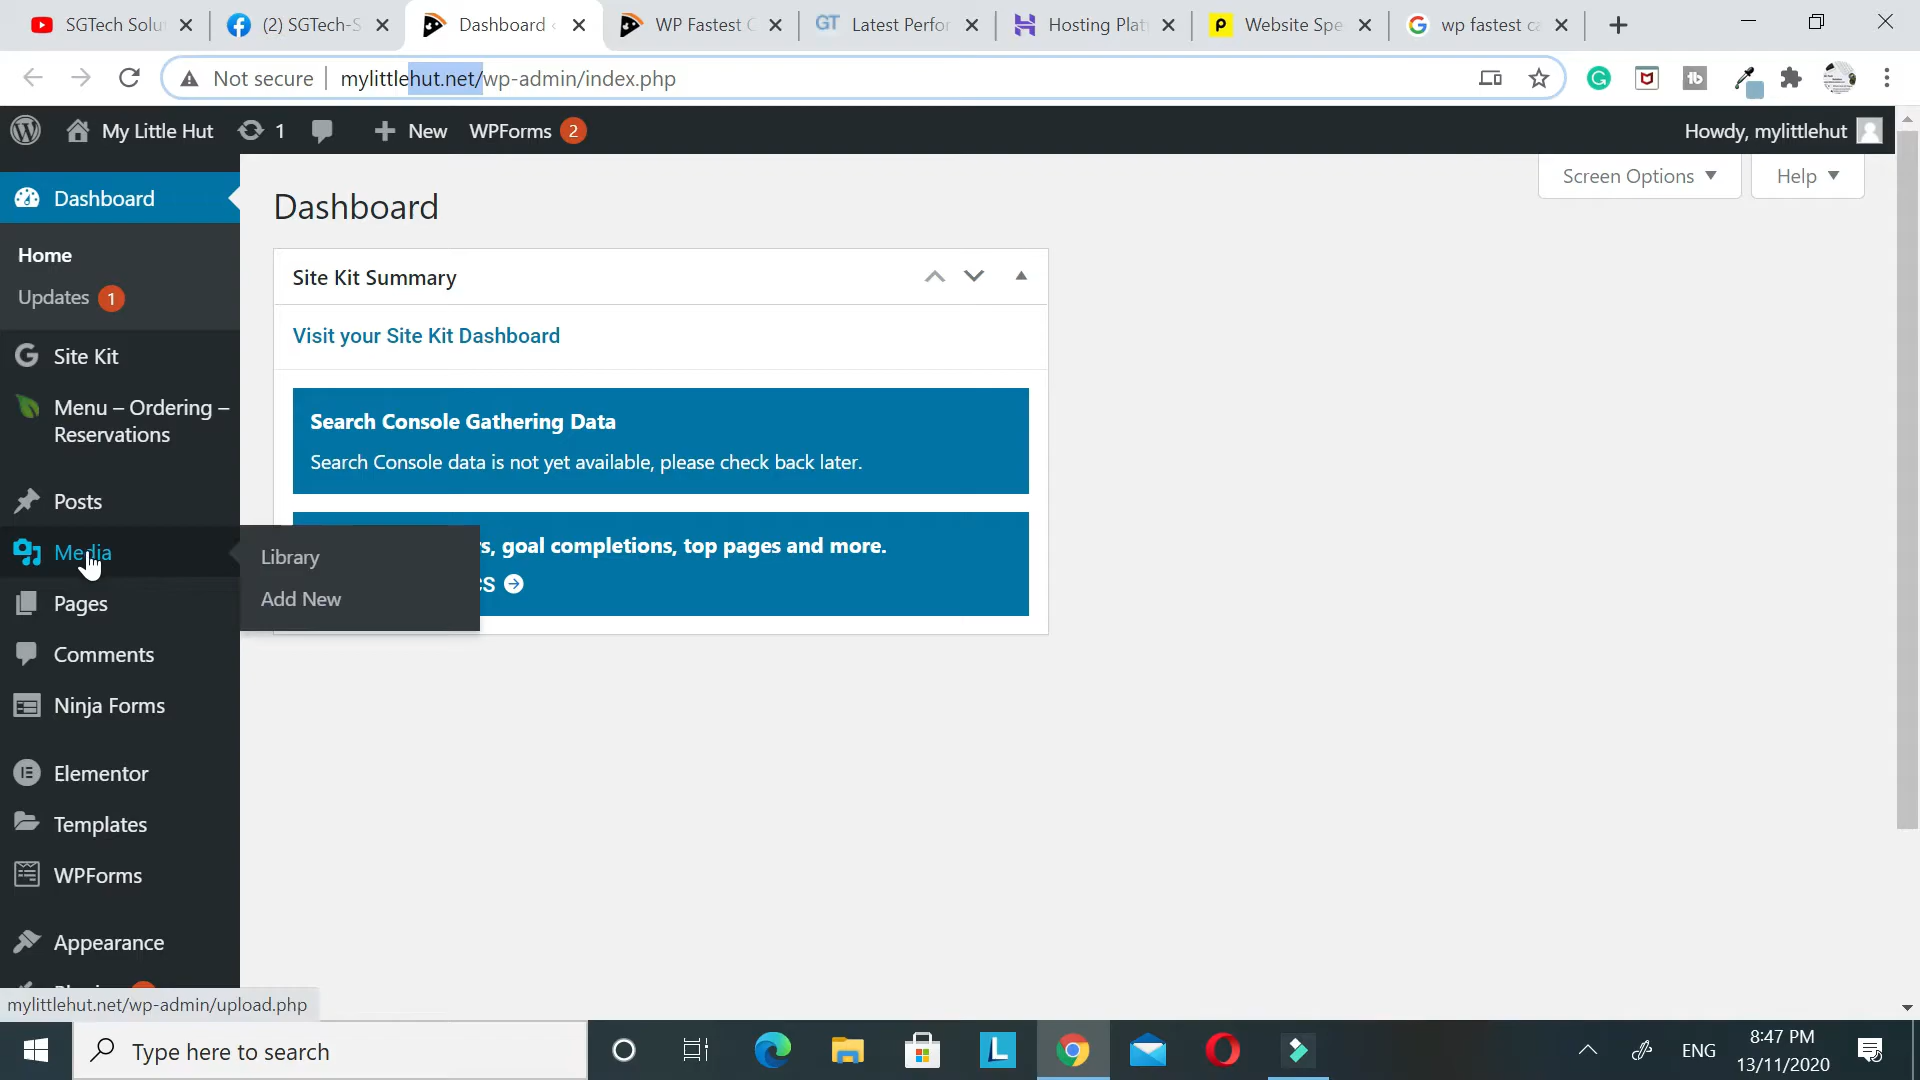 SGTech Solu
(2) SGTech-S
Dashboard
WP Fastest C
GT Latest Perfor
Hosting Plat
Website Spe
wp fastest ca
Not secure
mylittlehut.net/wp-admin/index.php
My Little Hut
1
New
WPForms 2
Howdy, mylittlehut
Screen Options
Help
Dashboard
Home
Updates 1
Site Kit
Menu – Ordering –
Reservations
Posts
Media
Pages
Comments
Ninja Forms
Elementor
Templates
WPForms
Appearance
Library
Add New
Dashboard
Site Kit Summary
Visit your Site Kit Dashboard
Search Console Gathering Data
Search Console data is not yet available, please check back later.
s, goal completions, top pages and more.
CS
mylittlehut.net/wp-admin/upload.php
Type here to search
L
ENG
8:47 PM
13/11/2020